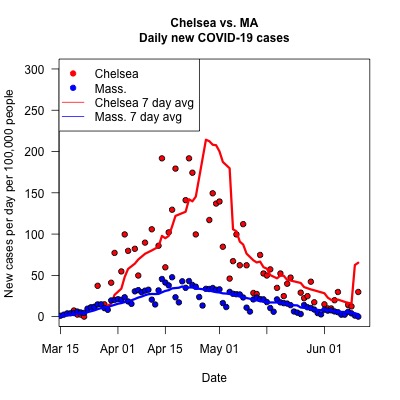 Chelsea vs. MA
Daily new COVID-19 cases
New cases per day per 100,000 people
300
250
200
150
100
50
0
Chelsea
Mass.
Chelsea 7 day avg
Mass. 7 day avg
Mar 15
Apr 01
Apr 15
May 01
Jun 01
Date